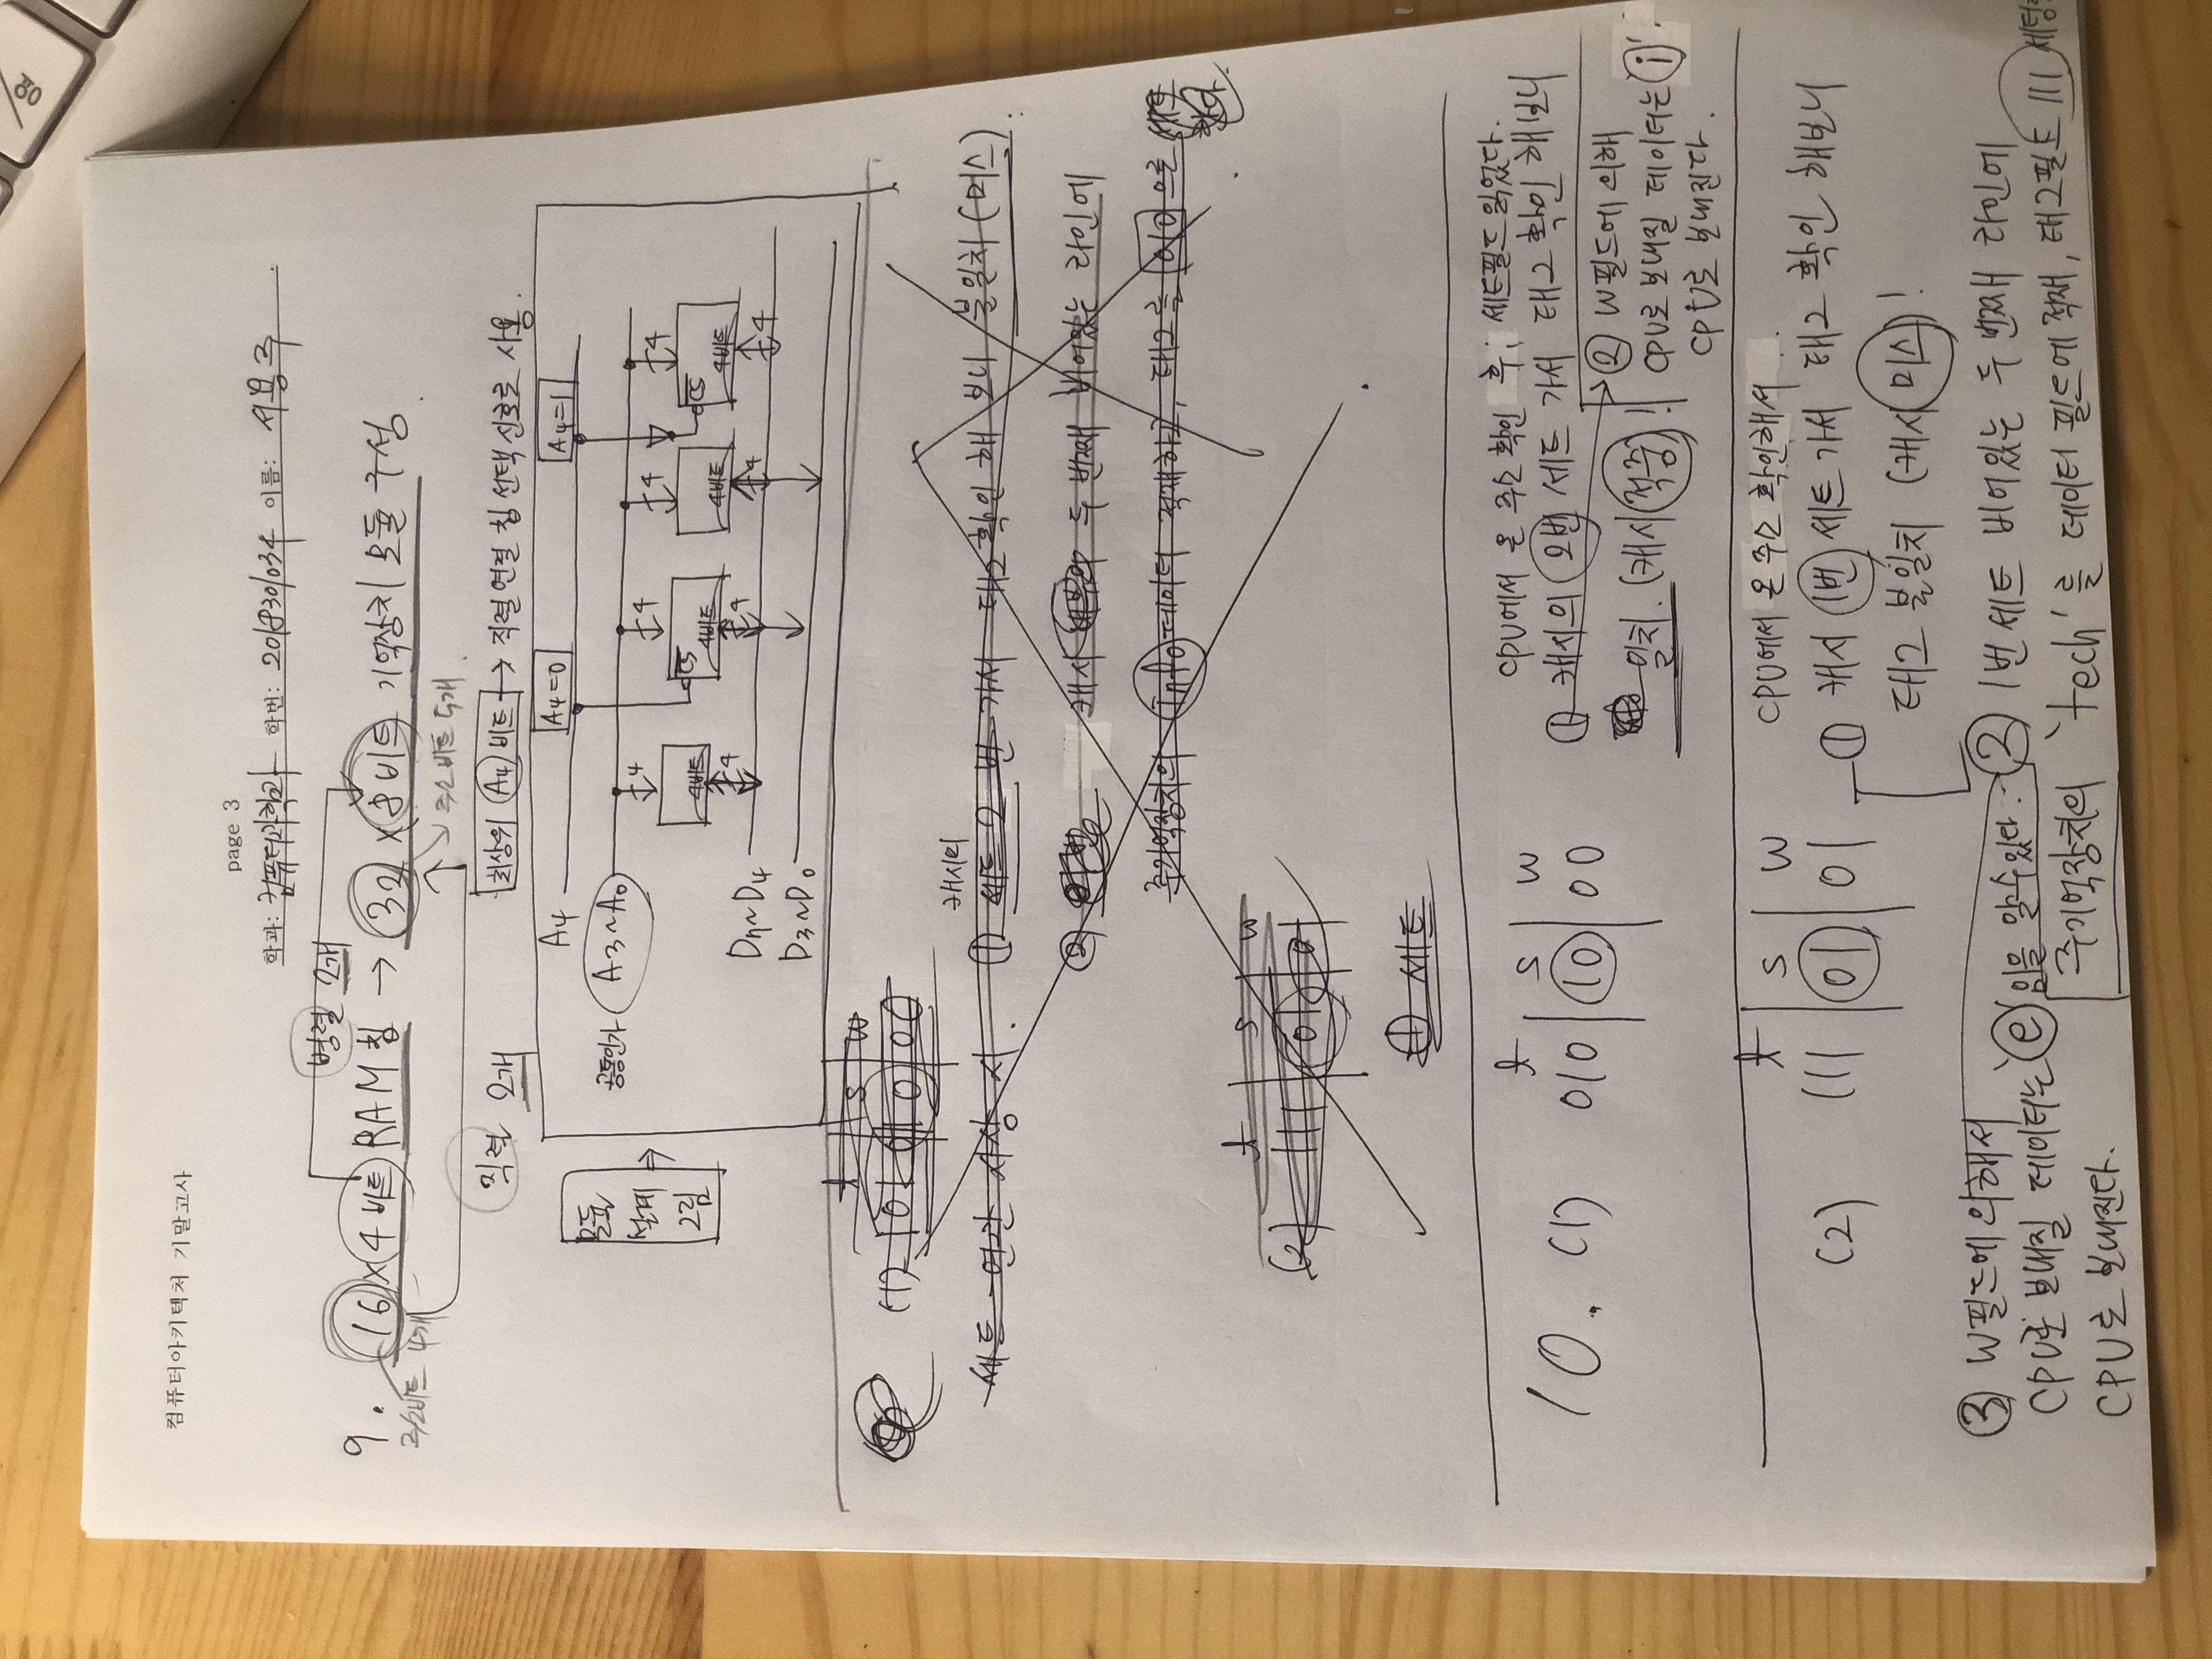 컴퓨터아키텍처 기말고사
page 3
학과: 컴퓨터과학과 학번: 201830034 이름: 서용주
병렬 2개
9. 16 × 4 비트 RAM 칩 → 32 × 8 비트 기억장치 모듈 구성
주소비트 4개
주소 비트 5개
직렬 2개
최상위 A4 비트 → 직렬 연결 칩 선택 신호로 사용.
모듈
설계
그림
⇒
A4
A4=0
A4=1
공통인가 A3~A0
4 4 4 4
CS CS
4비트 4비트 4비트 4비트
4 4 4 4
D7~D4
D3~D0
t s w
(1)
세트 연관 사상 시.
캐시의
① 세트 2 번 가서 태그 확인 해 보니 불일치 (미스).
② 캐시 두 번째 비어있는 라인에
주기억장치의 info 데이터 적재하고, 태그를 010 으로
t s w
(2) 111 01 01
① 세트
t s w
10. (1) 010 10 00
CPU에서 온 주소 확인 후; 세트필드 읽었다.
① 캐시의 2번 세트 가서 태그 확인 해보니
일치. (캐시 적중)!
② W필드에 의해
CPU로 보내질 데이터는 'i'
CPU로 보내진다.
t s w
(2) 111 01 01
CPU에서 온 주소 확인해서
① 캐시 1번 세트 가서 태그 확인 해보니
태그 불일치 (캐시 미스)!
② 1번 세트 비어있는 두 번째 라인에
주기억장치의 'tech'를 데이터 필드에 적재, 태그필드 111
③ W필드에 의해서
CPU로 보내질 데이터는 'e'임을 알 수 있다.
CPU로 보내진다.